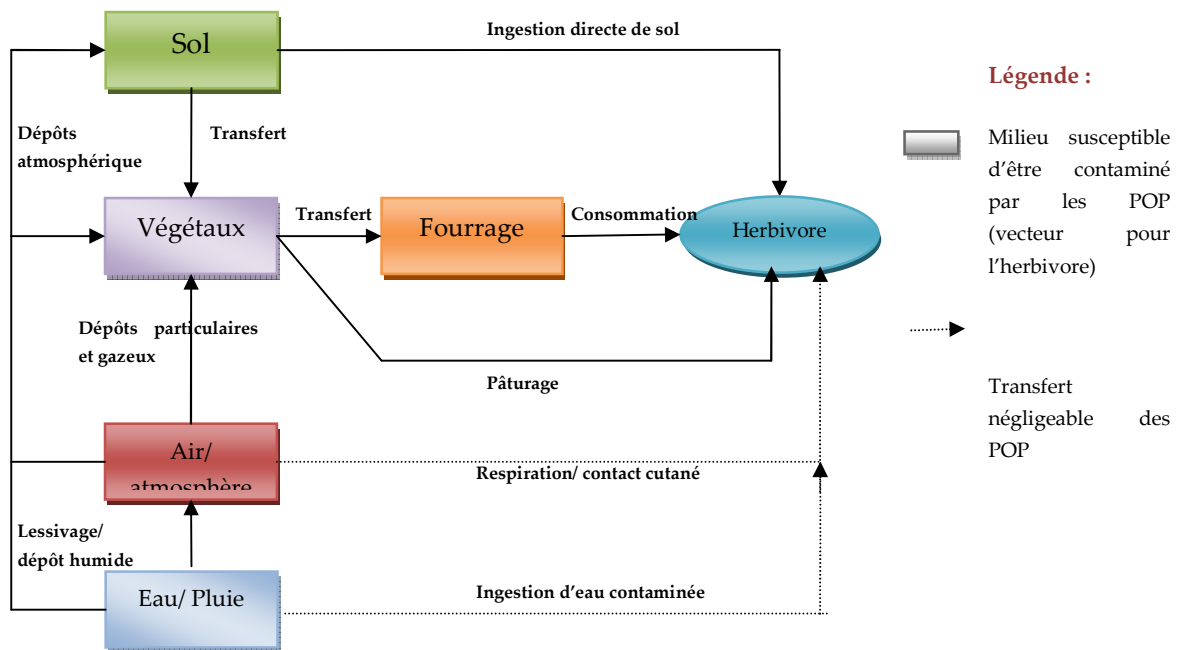 Sol
Ingestion directe de sol
Légende :
Dépôts
atmosphérique
Transfert
Milieu susceptible
d'être contaminé
par les POP
(vecteur pour
l'herbivore)
Végétaux
Transfert
Fourrage
Consommation
Herbivore
Dépôts particulaires
et gazeux
Pâturage
Transfert
négligeable des
POP
Air/
atmosphère
Respiration/ contact cutané
Lessivage/
dépôt humide
Eau/ Pluie
Ingestion d'eau contaminée